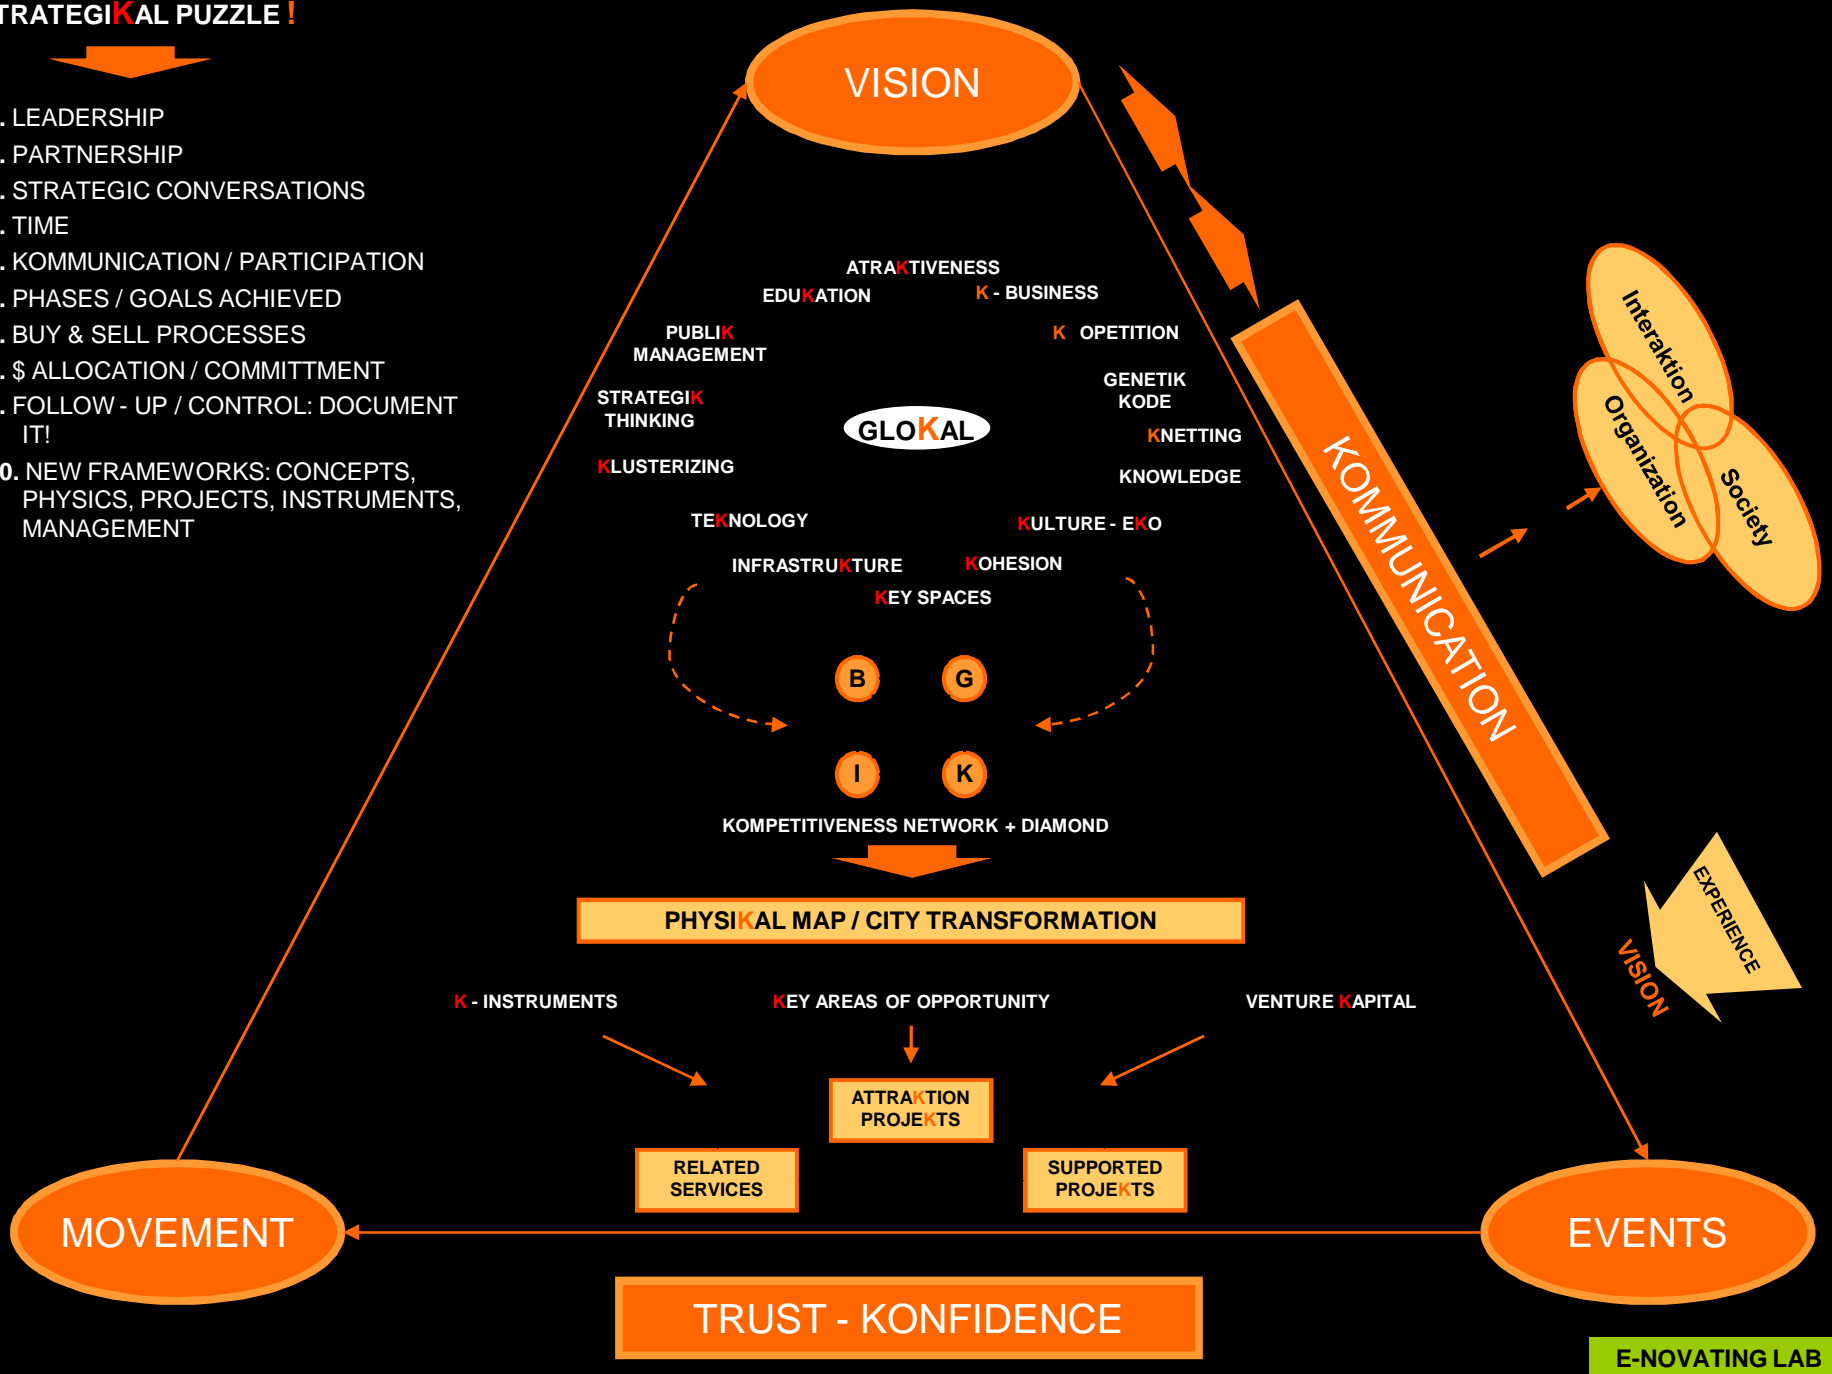 TRATEGIKAL PUZZLE !
. LEADERSHIP
. PARTNERSHIP
. STRATEGIC CONVERSATIONS
. TIME
. KOMMUNICATION / PARTICIPATION
. PHASES / GOALS ACHIEVED
. BUY & SELL PROCESSES
. $ ALLOCATION / COMMITTMENT
. FOLLOW - UP / CONTROL: DOCUMENT
IT!
0. NEW FRAMEWORKS: CONCEPTS,
PHYSICS, PROJECTS, INSTRUMENTS,
MANAGEMENT
VISION
ATRAKTIVENESS
EDUKATION
K - BUSINESS
PUBLIK
MANAGEMENT
K OPETITION
STRATEGIK
THINKING
GENETIK
KODE
GLOKAL
KNETTING
KLUSTERIZING
KNOWLEDGE
TEKNOLOGY
KULTURE - EKO
INFRASTRUKTURE
KOHESION
KEY SPACES
B
G
I
K
KOMPETITIVENESS NETWORK + DIAMOND
PHYSIKAL MAP / CITY TRANSFORMATION
K - INSTRUMENTS
KEY AREAS OF OPPORTUNITY
VENTURE KAPITAL
ATTRAKTION
PROJEKTS
RELATED
SERVICES
SUPPORTED
PROJEKTS
KOMMUNICATION
Interaktion
Organization
Society
EXPERIENCE
VISION
MOVEMENT
EVENTS
TRUST - KONFIDENCE
E-NOVATING LAB